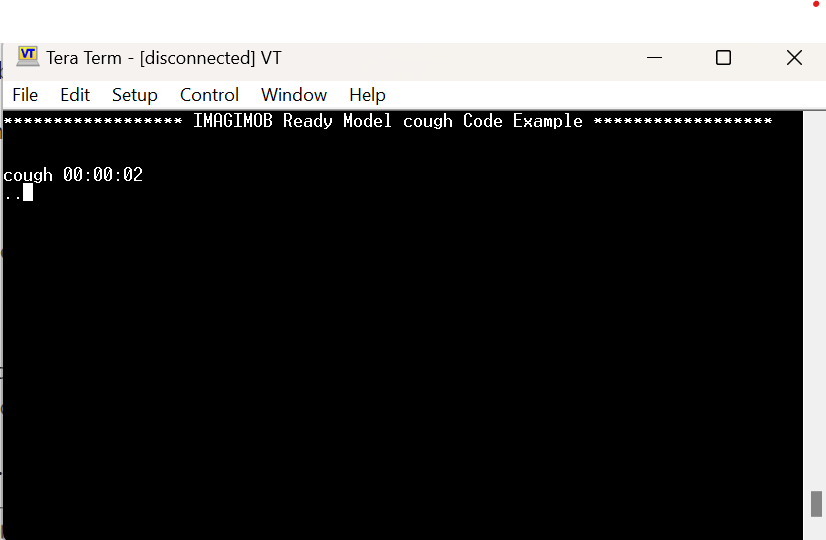 VT Tera Term - [disconnected] VT
File Edit Setup Control Window Help
****************** IMAGIMOB Ready Model cough Code Example ******************
cough 00:00:02
..